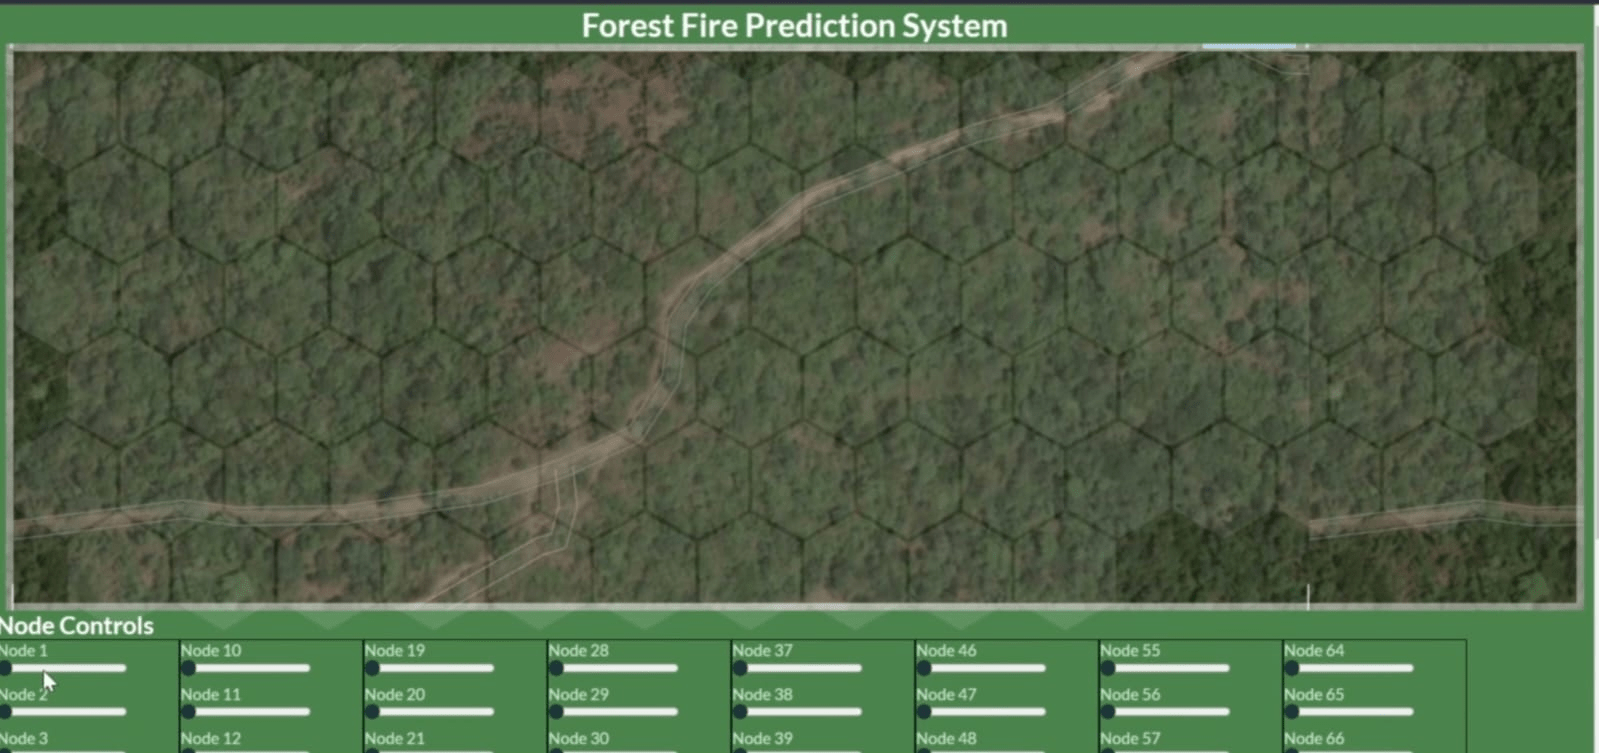 Forest Fire Prediction System
Node Controls
Node 1 Node 10 Node 19 Node 28 Node 37 Node 46 Node 55 Node 64
Node 2 Node 11 Node 20 Node 29 Node 38 Node 47 Node 56 Node 65
Node 3 Node 12 Node 21 Node 30 Node 39 Node 48 Node 57 Node 66